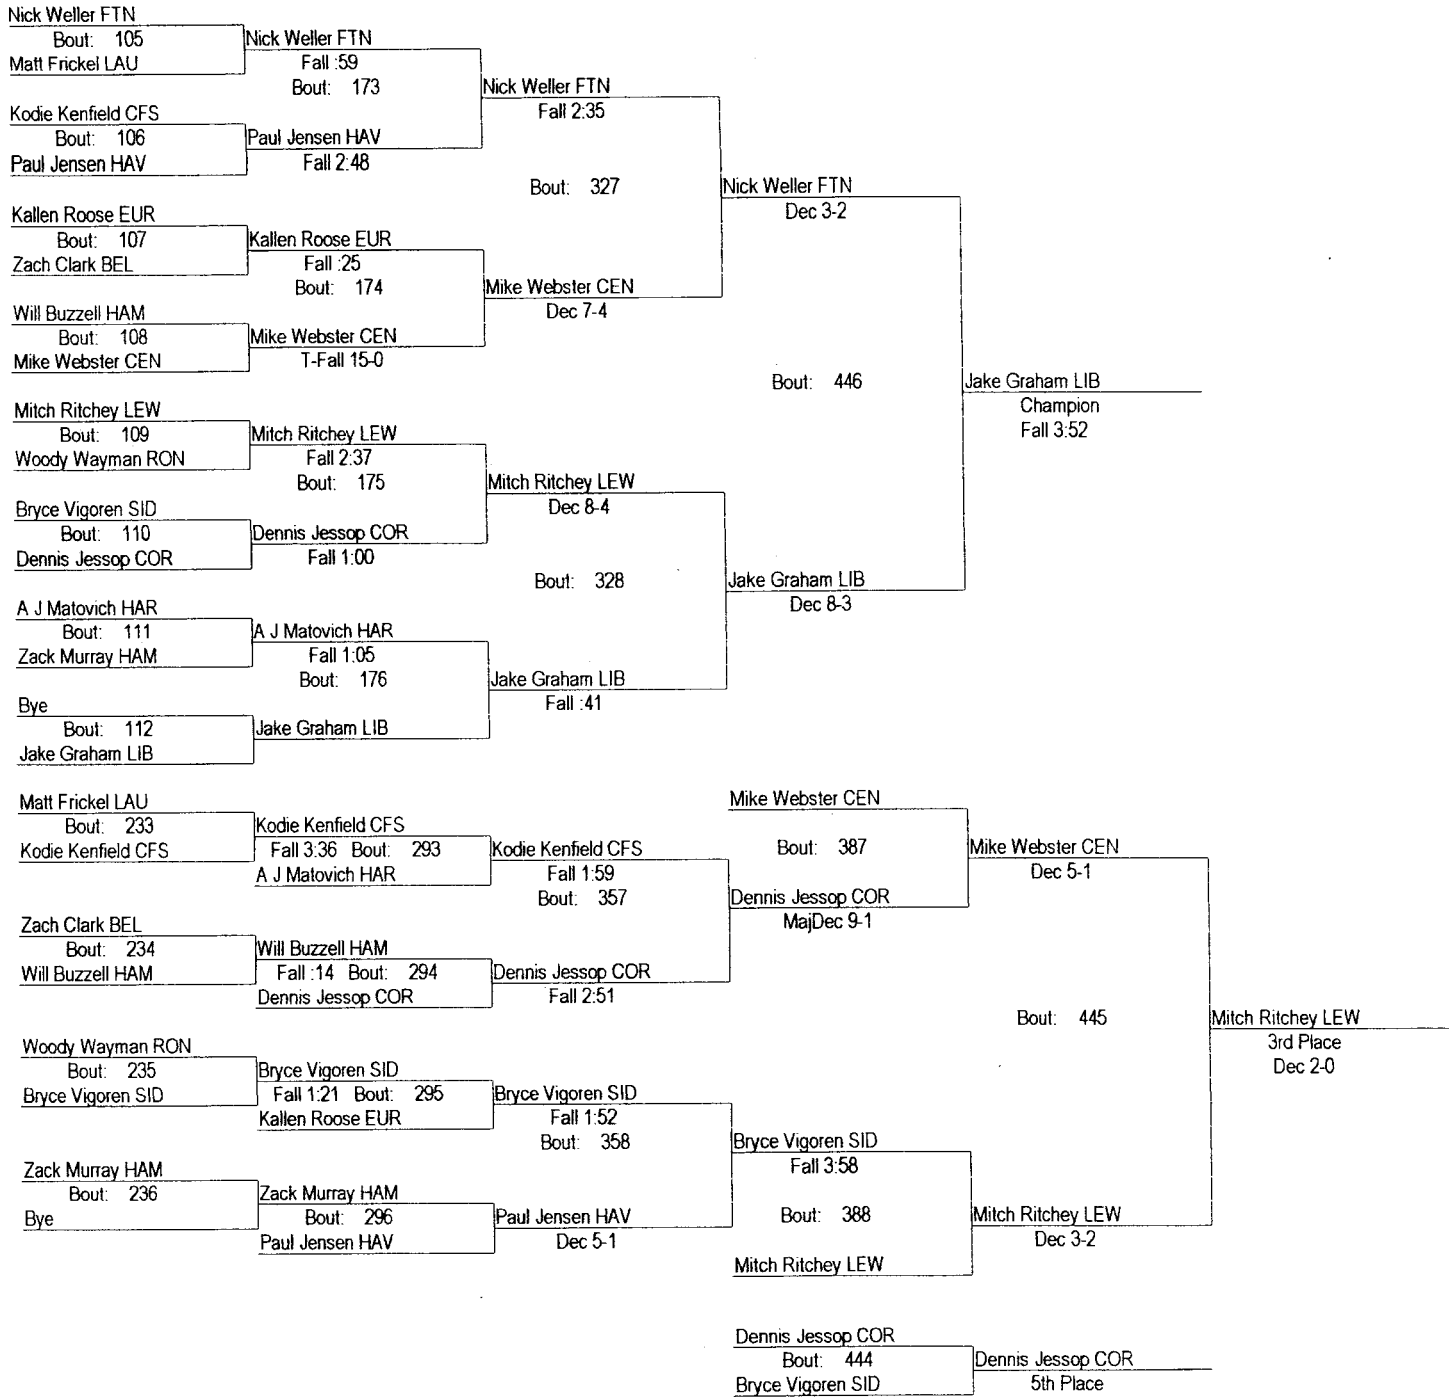 Nick Weller FTN
Bout: 105
Matt Frickel LAU
Nick Weller FTN
Fall :59
Bout: 173
Kodie Kenfield CFS
Bout: 106
Paul Jensen HAV
Paul Jensen HAV
Fall 2:48
Nick Weller FTN
Fall 2:35
Bout: 327
Kallen Roose EUR
Bout: 107
Zach Clark BEL
Kallen Roose EUR
Fall :25
Bout: 174
Will Buzzell HAM
Bout: 108
Mike Webster CEN
Mike Webster CEN
T-Fall 15-0
Mike Webster CEN
Dec 7-4
Nick Weller FTN
Dec 3-2
Bout: 446
Mitch Ritchey LEW
Bout: 109
Woody Wayman RON
Mitch Ritchey LEW
Fall 2:37
Bout: 175
Bryce Vigoren SID
Bout: 110
Dennis Jessop COR
Dennis Jessop COR
Fall 1:00
Mitch Ritchey LEW
Dec 8-4
Bout: 328
A J Matovich HAR
Bout: 111
Zack Murray HAM
A J Matovich HAR
Fall 1:05
Bout: 176
Bye
Bout: 112
Jake Graham LIB
Jake Graham LIB
Jake Graham LIB
Fall :41
Jake Graham LIB
Dec 8-3
Jake Graham LIB
Champion
Fall 3:52
Matt Frickel LAU
Bout: 233
Kodie Kenfield CFS
Kodie Kenfield CFS
Fall 3:36 Bout: 293
A J Matovich HAR
Kodie Kenfield CFS
Fall 1:59
Bout: 357
Zach Clark BEL
Bout: 234
Will Buzzell HAM
Will Buzzell HAM
Fall :14 Bout: 294
Dennis Jessop COR
Dennis Jessop COR
Fall 2:51
Mike Webster CEN
Bout: 387
Dennis Jessop COR
MajDec 9-1
Mike Webster CEN
Dec 5-1
Bout: 445
Woody Wayman RON
Bout: 235
Bryce Vigoren SID
Bryce Vigoren SID
Fall 1:21 Bout: 295
Kallen Roose EUR
Bryce Vigoren SID
Fall 1:52
Bout: 358
Zack Murray HAM
Bout: 236
Bye
Zack Murray HAM
Bout: 296
Paul Jensen HAV
Paul Jensen HAV
Dec 5-1
Bryce Vigoren SID
Fall 3:58
Bout: 388
Mitch Ritchey LEW
Mitch Ritchey LEW
Dec 3-2
Mitch Ritchey LEW
3rd Place
Dec 2-0
Dennis Jessop COR
Bout: 444
Bryce Vigoren SID
Dennis Jessop COR
5th Place